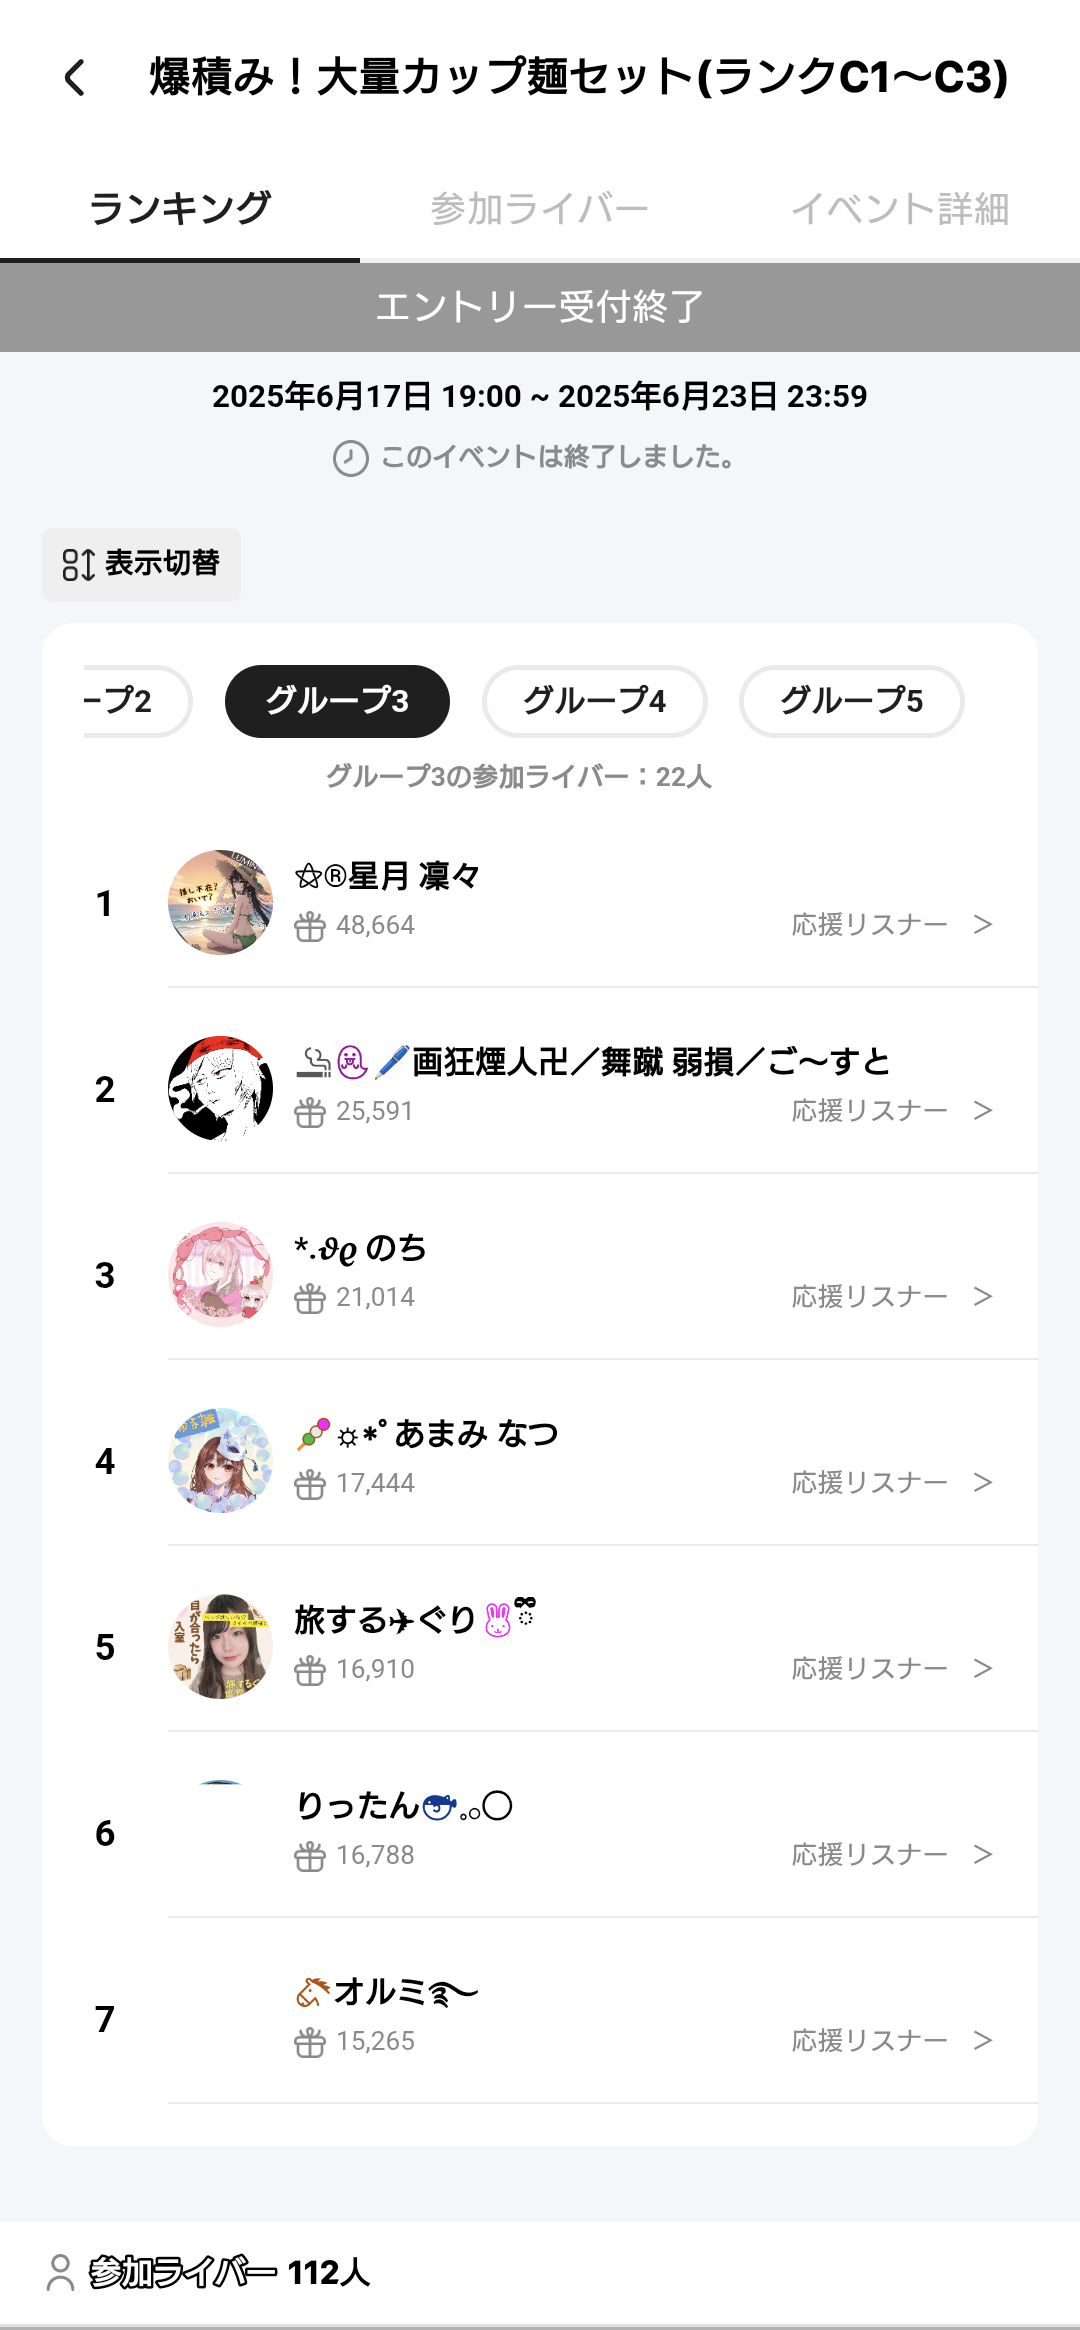 爆積み！大量カップ麺セット(ランクC1〜C3)
ランキング 参加ライバー イベント詳細
エントリー受付終了
2025年6月17日 19:00 ~ 2025年6月23日 23:59
このイベントは終了しました。
表示切替
ープ2 グループ3 グループ4 グループ5
グループ3の参加ライバー：22人
1
⚝®星月 凜々
48,664 応援リスナー >
2
🚬👻🖊画狂煙人卍／舞蹴 弱損／ご〜すと
25,591 応援リスナー >
3
*.𝝑𝝔 のち
21,014 応援リスナー >
4
🍡☼*ﾟあまみ なつ
17,444 応援リスナー >
5
旅する✈ぐり🐰
16,910 応援リスナー >
6
りったん🐡｡○◯
16,788 応援リスナー >
7
🐴オルミ࿐
15,265 応援リスナー >
参加ライバー 112人